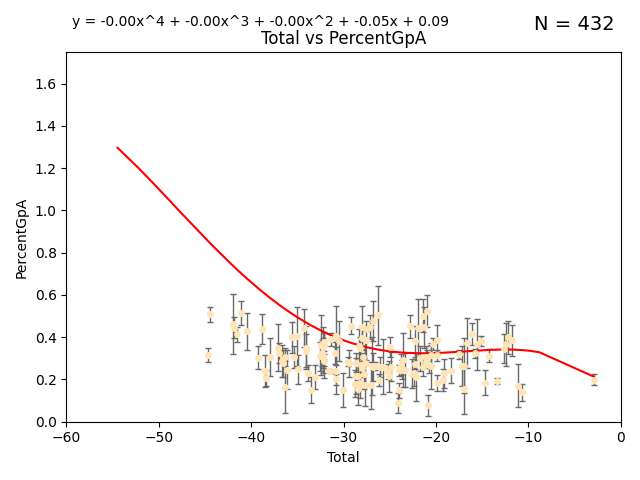 y = -0.00x^4 + -0.00x^3 + -0.00x^2 + -0.05x + 0.09
N = 432
Total vs PercentGpA
PercentGpA
1.6
1.4
1.2
1.0
0.8
0.6
0.4
0.2
0.0
−60 −50 −40 −30 −20 −10 0
Total